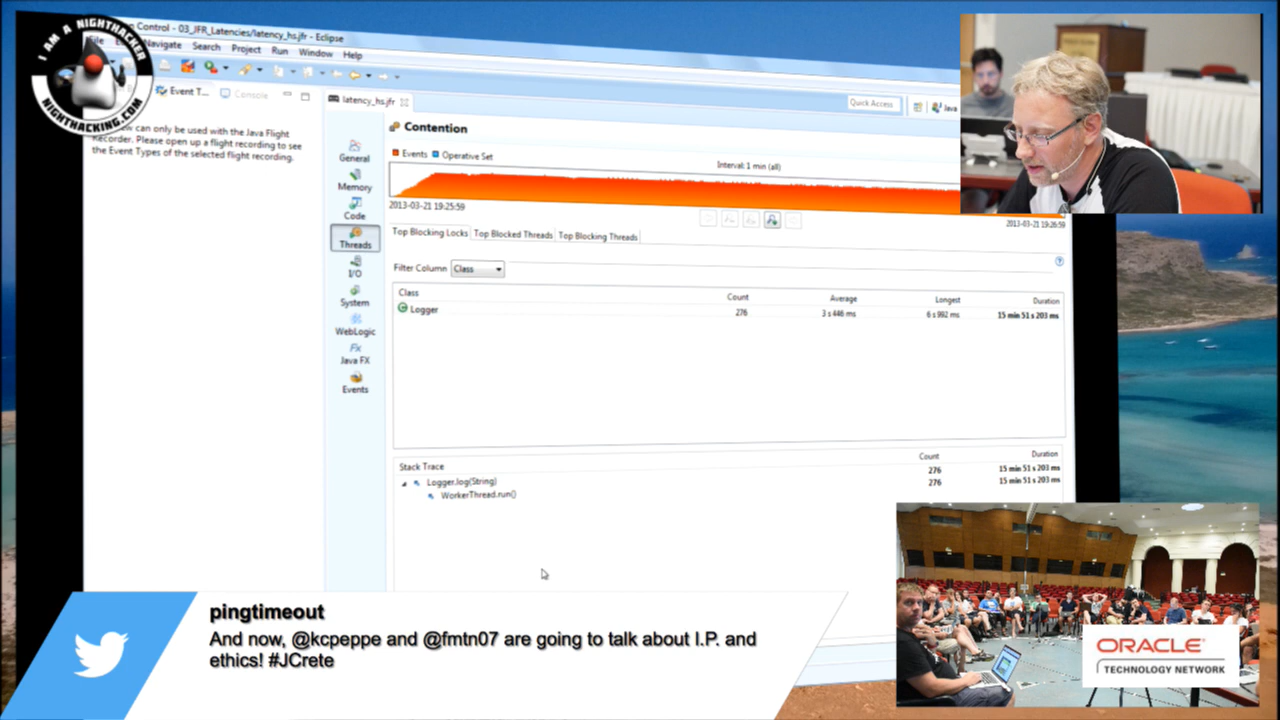 I AM A NIGHTHACKER
NIGHTHACKING.COM
Control - 03_JFR_Latencies/latency_hs.jfr - Eclipse
Navigate Search Project Run Window Help
Event T... Console
latency_hs.jfr
Quick Access
Java
can only be used with the Java Flight
Recorder. Please open up a flight recording to see
the Event Types of the selected flight recording.
General
Memory
Code
Threads
I/O
System
WebLogic
Java FX
Events
Contention
Events Operative Set
Interval: 1 min (all)
2013-03-21 19:25:59
2013-03-21 19:26:59
Top Blocking Locks Top Blocked Threads Top Blocking Threads
Filter Column Class
Class Count Average Longest Duration
Logger 276 3 s 446 ms 6 s 992 ms 15 min 51 s 203 ms
Stack Trace Count Duration
Logger.log(String) 276 15 min 51 s 203 ms
WorkerThread.run() 276 15 min 51 s 203 ms
pingtimeout
And now, @kcpeppe and @fmtn07 are going to talk about I.P. and
ethics! #JCrete
ORACLE
TECHNOLOGY NETWORK